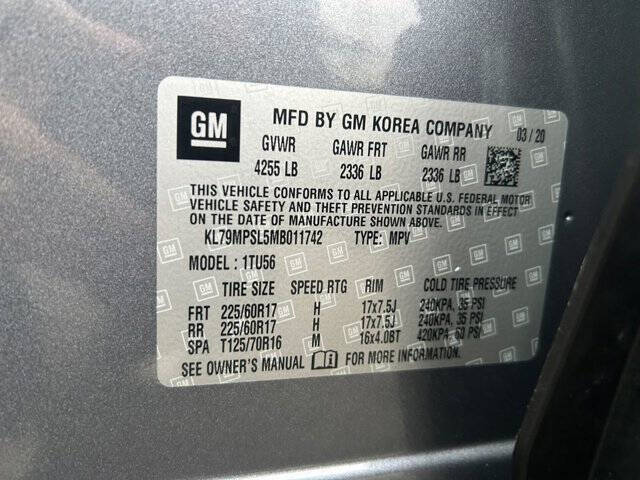 GM
MFD BY GM KOREA COMPANY 03/20
GVWR GAWR FRT GAWR RR
4255 LB 2336 LB 2336 LB
THIS VEHICLE CONFORMS TO ALL APPLICABLE U.S. FEDERAL MOTOR
VEHICLE SAFETY AND THEFT PREVENTION STANDARDS IN EFFECT
ON THE DATE OF MANUFACTURE SHOWN ABOVE.
KL79MPSL5MB011742 TYPE: MPV
MODEL : 1TU56
TIRE SIZE SPEED RTG RIM COLD TIRE PRESSURE
FRT 225/60R17 H 17x7.5J 240KPA, 35 PSI
RR 225/60R17 H 17x7.5J 240KPA, 35 PSI
SPA T125/70R16 M 16x4.0BT 420KPA, 60 PSI
SEE OWNER'S MANUAL FOR MORE INFORMATION